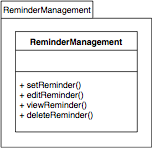 ReminderManagement
ReminderManagement
+ setReminder()
+ editReminder()
+ viewReminder()
+ deleteReminder()